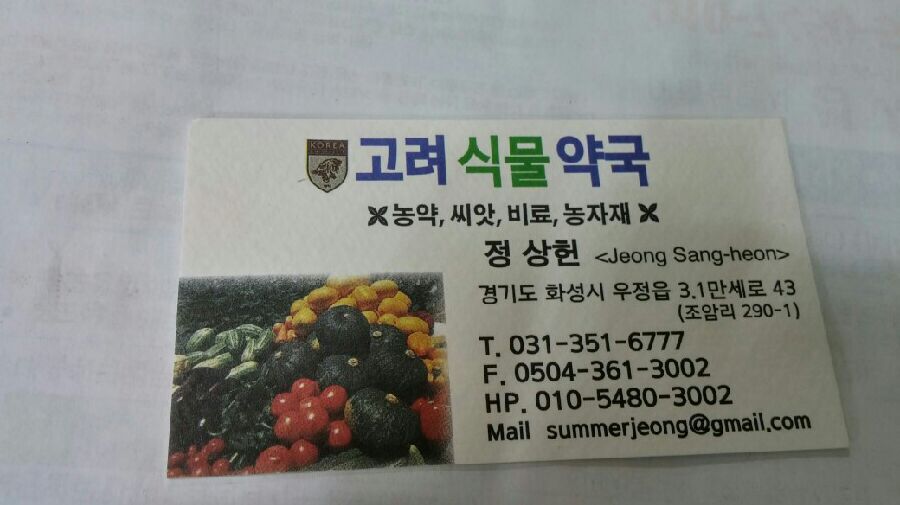 KOREA
고려 식물 약국
농약, 씨앗, 비료, 농자재
정 상헌 <Jeong Sang-heon>
경기도 화성시 우정읍 3.1만세로 43
(조암리 290-1)
T. 031-351-6777
F. 0504-361-3002
HP. 010-5480-3002
Mail summerjeong@gmail.com